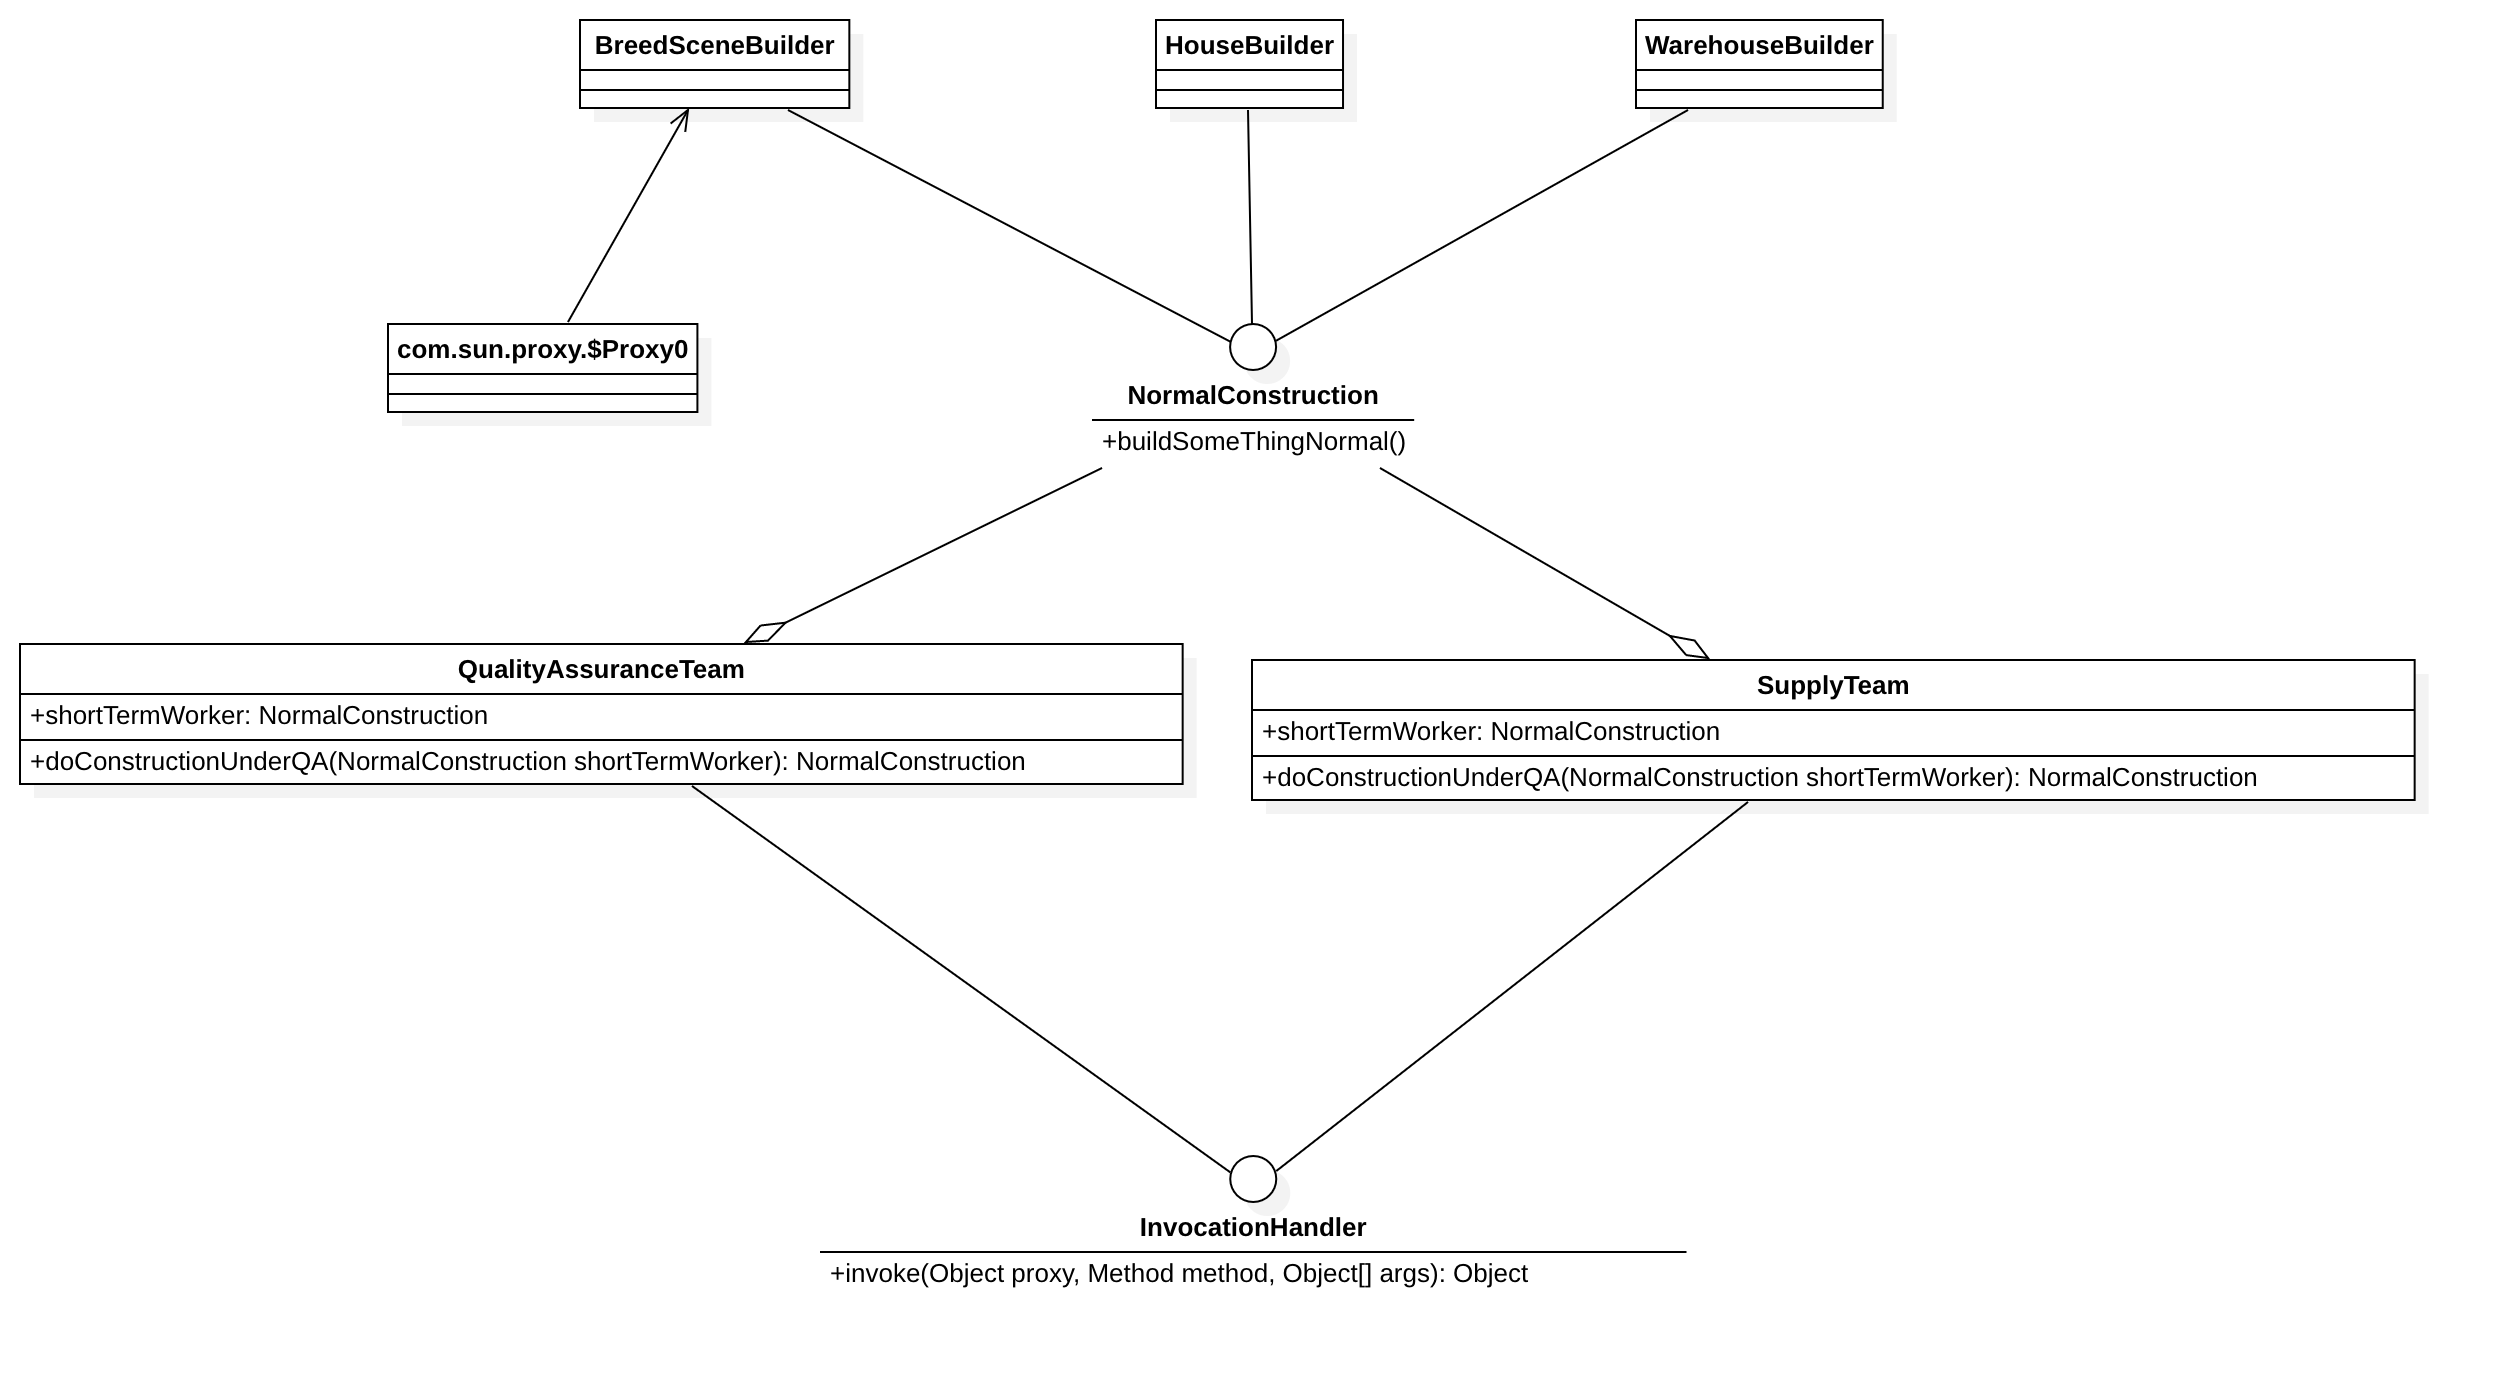 BreedSceneBuilder
HouseBuilder
WarehouseBuilder
com.sun.proxy.$Proxy0
NormalConstruction
+buildSomeThingNormal()
QualityAssuranceTeam
+shortTermWorker: NormalConstruction
+doConstructionUnderQA(NormalConstruction shortTermWorker): NormalConstruction
SupplyTeam
+shortTermWorker: NormalConstruction
+doConstructionUnderQA(NormalConstruction shortTermWorker): NormalConstruction
InvocationHandler
+invoke(Object proxy, Method method, Object[] args): Object